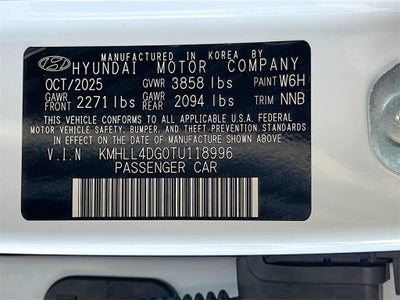 MANUFACTURED IN KOREA BY
HYUNDAI MOTOR COMPANY
OCT/2025 GVWR 3858 lbs PAINT W6H
GAWR FRONT 2271 lbs GAWR REAR 2094 lbs TRIM NNB
THIS VEHICLE CONFORMS TO ALL APPLICABLE U.S.A FEDERAL
MOTOR VEHICLE SAFETY, BUMPER, AND THEFT PREVENTION STANDARDS
IN EFFECT ON THE DATE OF MANUFACTURE SHOWN ABOVE.
V.I.N KMHLL4DG0TU118996
PASSENGER CAR